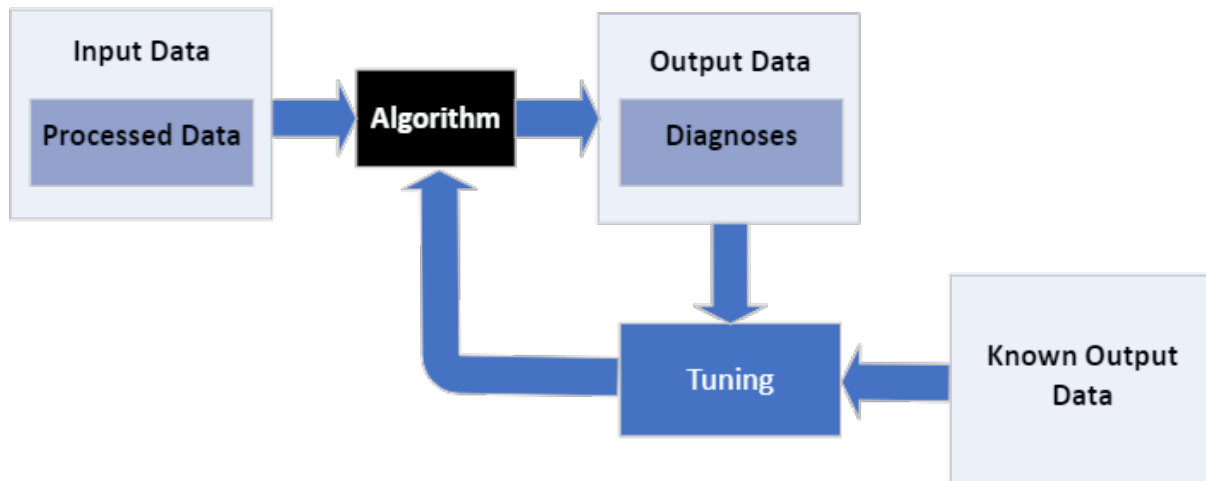 Input Data
Processed Data
Algorithm
Output Data
Diagnoses
Tuning
Known Output
Data